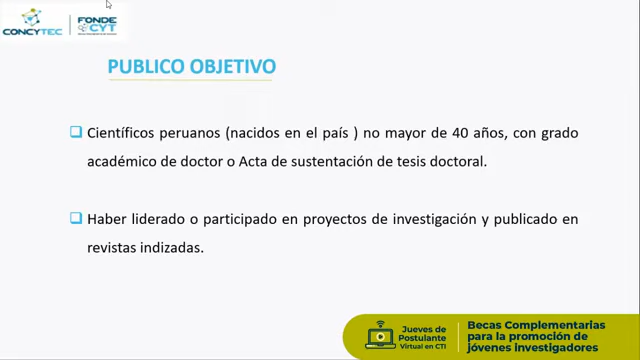 CONCYTEC
FONDE
CYT
PUBLICO OBJETIVO
Científicos peruanos (nacidos en el país ) no mayor de 40 años, con grado
académico de doctor o Acta de sustentación de tesis doctoral.
Haber liderado o participado en proyectos de investigación y publicado en
revistas indizadas.
Jueves de
Postulante
Virtual en CTI
Becas Complementarias
para la promoción de
jóvenes investigadores